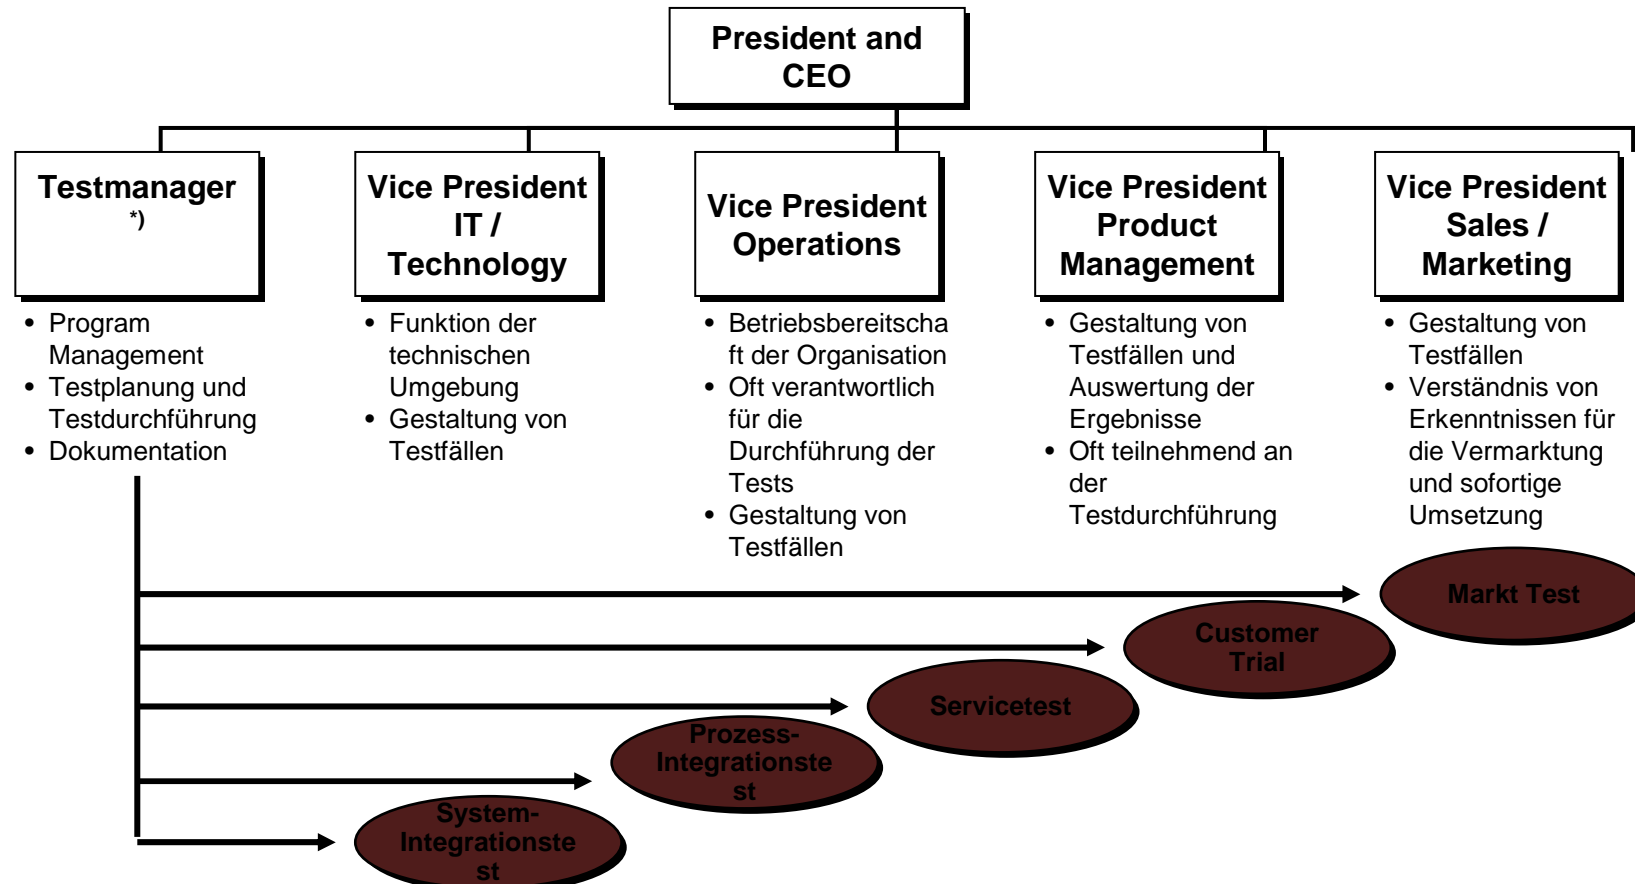 President and
CEO
Testmanager
*)
Vice President
IT /
Technology
Vice President
Operations
Vice President
Product
Management
Vice President
Sales /
Marketing
• Program
Management
• Testplanung und
Testdurchführung
• Dokumentation
• Funktion der
technischen
Umgebung
• Gestaltung von
Testfällen
• Betriebsbereitscha
ft der Organisation
• Oft verantwortlich
für die
Durchführung der
Tests
• Gestaltung von
Testfällen
• Gestaltung von
Testfällen und
Auswertung der
Ergebnisse
• Oft teilnehmend an
der
Testdurchführung
• Gestaltung von
Testfällen
• Verständnis von
Erkenntnissen für
die Vermarktung
und sofortige
Umsetzung
Markt Test
Customer
Trial
Servicetest
Prozess-
Integrationste
st
System-
Integrationste
st